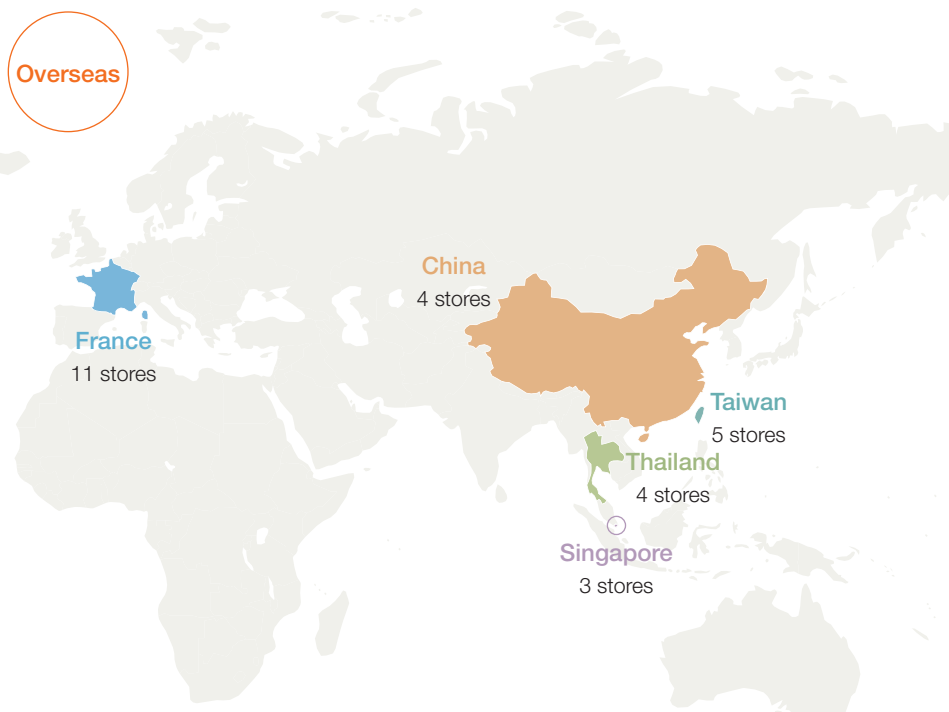 Overseas
China
4 stores
France
11 stores
Taiwan
5 stores
Thailand
4 stores
Singapore
3 stores